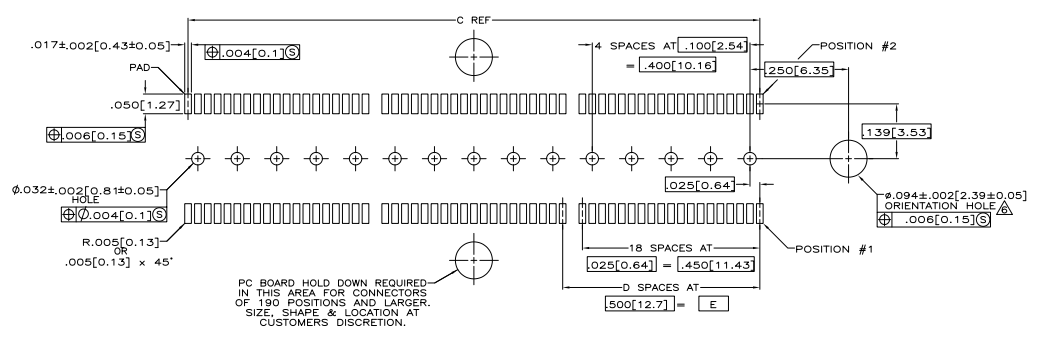 C REF
.017±.002[0.43±0.05]
⌖.004[0.1]Ⓢ
4 SPACES AT .100[2.54]
= .400[10.16]
POSITION #2
PAD
.250[6.35]
.050[1.27]
⌖.006[0.15]Ⓢ
.139[3.53]
.025[0.64]
Ø.032±.002[0.81±0.05]
HOLE
⌖Ø.004[0.1]Ⓢ
ø.094±.002[2.39±0.05]
ORIENTATION HOLE 6
⌖ .006[0.15]Ⓢ
R.005[0.13]
OR
.005[0.13] x 45°
18 SPACES AT
.025[0.64] = .450[11.43]
POSITION #1
D SPACES AT
.500[12.7] = E
PC BOARD HOLD DOWN REQUIRED
IN THIS AREA FOR CONNECTORS
OF 190 POSITIONS AND LARGER.
SIZE, SHAPE & LOCATION AT
CUSTOMERS DISCRETION.